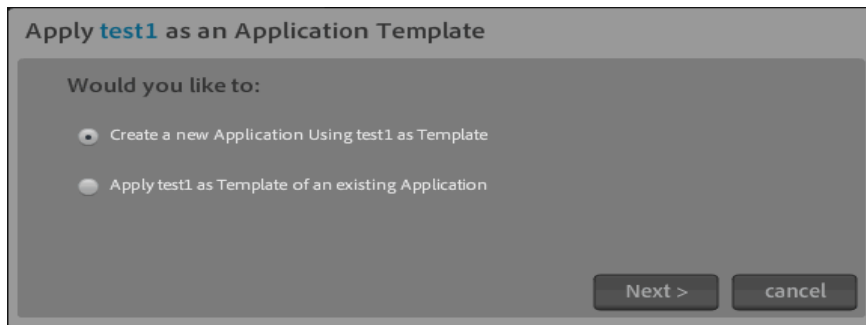 Apply test1 as an Application Template
Would you like to:
Create a new Application Using test1 as Template
Apply test1 as Template of an existing Application
Next > cancel